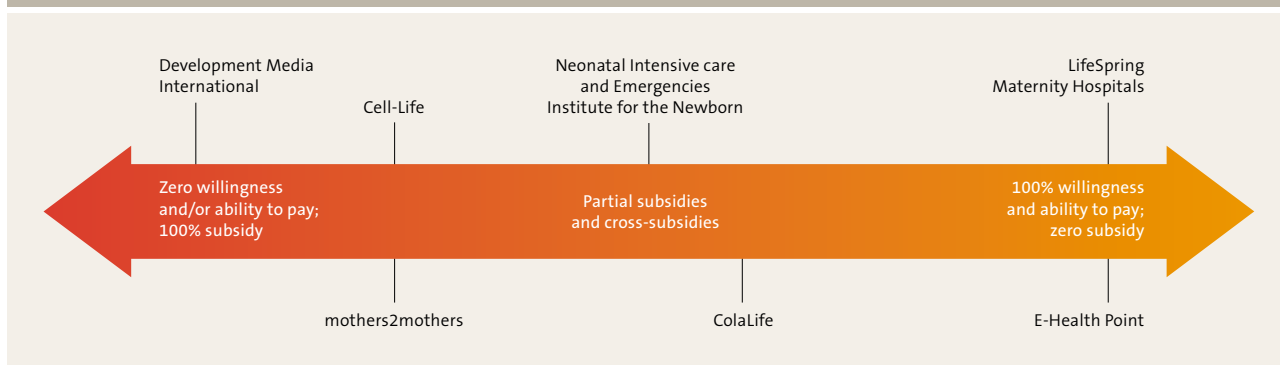 Development Media
International
Cell-Life
Neonatal Intensive care
and Emergencies
Institute for the Newborn
LifeSpring
Maternity Hospitals
Zero willingness
and/or ability to pay;
100% subsidy
Partial subsidies
and cross-subsidies
100% willingness
and ability to pay;
zero subsidy
mothers2mothers
ColaLife
E-Health Point